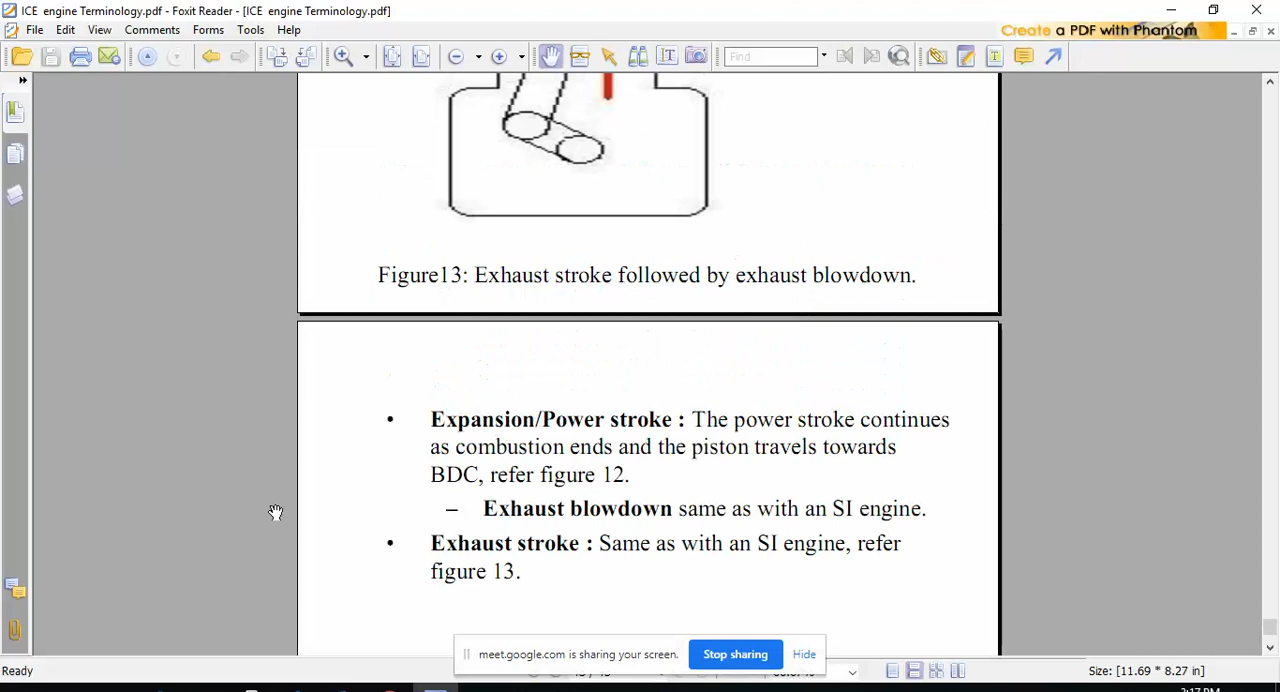 ICE engine Terminology.pdf - Foxit Reader - [ICE engine Terminology.pdf]
File Edit View Comments Forms Tools Help
Create a PDF with Phantom
Find
Figure13: Exhaust stroke followed by exhaust blowdown.
• Expansion/Power stroke : The power stroke continues
as combustion ends and the piston travels towards
BDC, refer figure 12.
– Exhaust blowdown same as with an SI engine.
• Exhaust stroke : Same as with an SI engine, refer
figure 13.
meet.google.com is sharing your screen. Stop sharing Hide
Ready
Size: [11.69 * 8.27 in]
2:17 PM